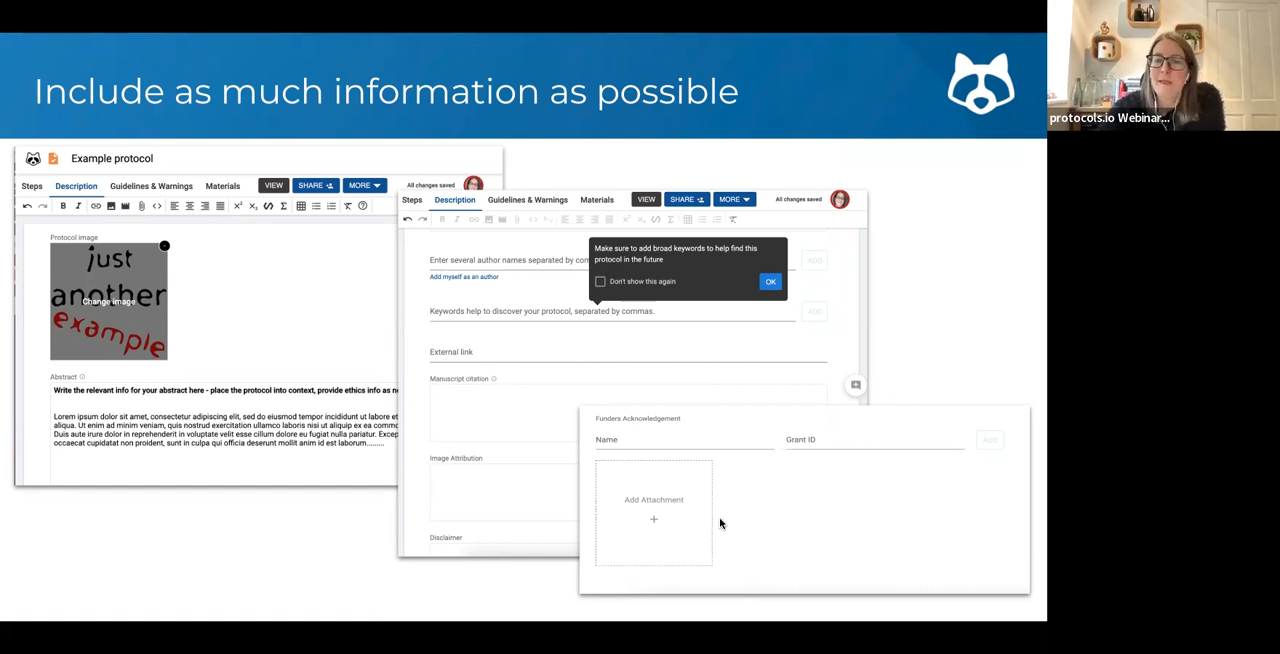 Include as much information as possible
protocols.io Webinar...
Example protocol
Steps Description Guidelines & Warnings Materials VIEW SHARE MORE All changes saved
Protocol image
just
another
Change image
example
Abstract
Write the relevant info for your abstract here - place the protocol into context, provide ethics info as
Lorem ipsum dolor sit amet, consectetur adipiscing elit, sed do eiusmod tempor incididunt ut labore et
aliqua. Ut enim ad minim veniam, quis nostrud exercitation ullamco laboris nisi ut aliquip ex ea
Duis aute irure dolor in reprehenderit in voluptate velit esse cillum dolore eu fugiat nulla pariatur.
occaecat cupidatat non proident, sunt in culpa qui officia deserunt mollit anim id est laborum.........
Steps Description Guidelines & Warnings Materials VIEW SHARE MORE All changes saved
Make sure to add broad keywords to help find this
protocol in the future
Don't show this again OK
Enter several author names separated by ADD
Add myself as an author
Keywords help to discover your protocol, separated by commas. ADD
External link
Manuscript citation
Image Attribution
Disclaimer
Funders Acknowledgement
Name Grant ID ADD
Add Attachment